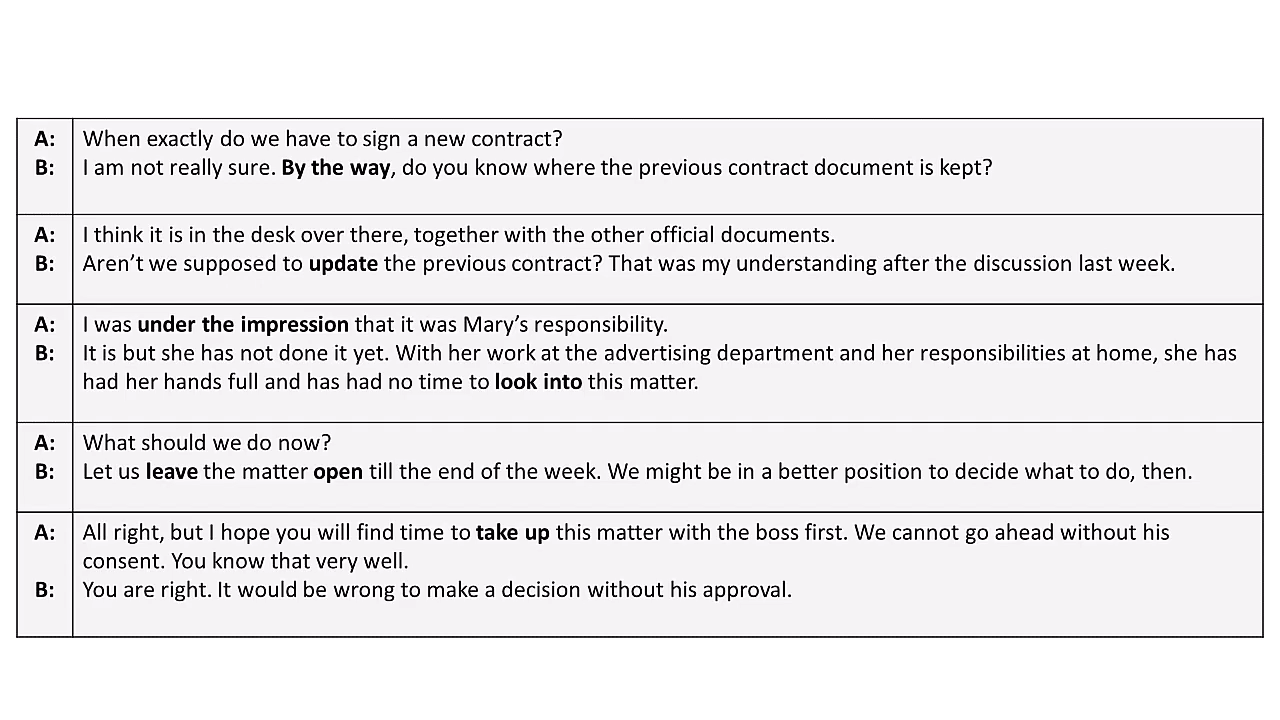 A: When exactly do we have to sign a new contract?
B: I am not really sure. By the way, do you know where the previous contract document is kept?
A: I think it is in the desk over there, together with the other official documents.
B: Aren’t we supposed to update the previous contract? That was my understanding after the discussion last week.
A: I was under the impression that it was Mary’s responsibility.
B: It is but she has not done it yet. With her work at the advertising department and her responsibilities at home, she has
had her hands full and has had no time to look into this matter.
A: What should we do now?
B: Let us leave the matter open till the end of the week. We might be in a better position to decide what to do, then.
A: All right, but I hope you will find time to take up this matter with the boss first. We cannot go ahead without his
consent. You know that very well.
B: You are right. It would be wrong to make a decision without his approval.